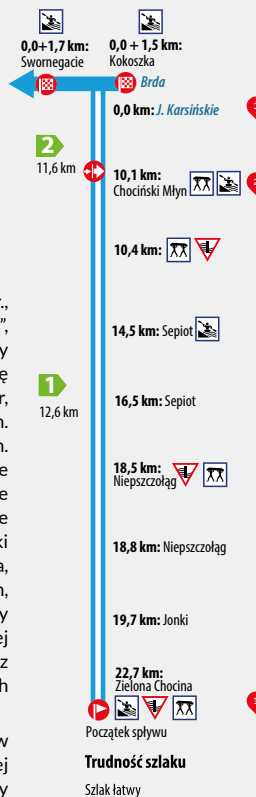 0,0+1,7 km:
Swornegacie
0,0 + 1,5 km:
Kokoszka
Brda
0,0 km: J. Karsińskie
2
11,6 km
10,1 km:
Chociński Młyn
10,4 km:
14,5 km: Sepiot
1
12,6 km
16,5 km: Sepiot
18,5 km:
Niepszczołąg
18,8 km: Niepszczołąg
19,7 km: Jonki
22,7 km:
Zielona Chocina
Początek spływu
Trudność szlaku
Szlak łatwy